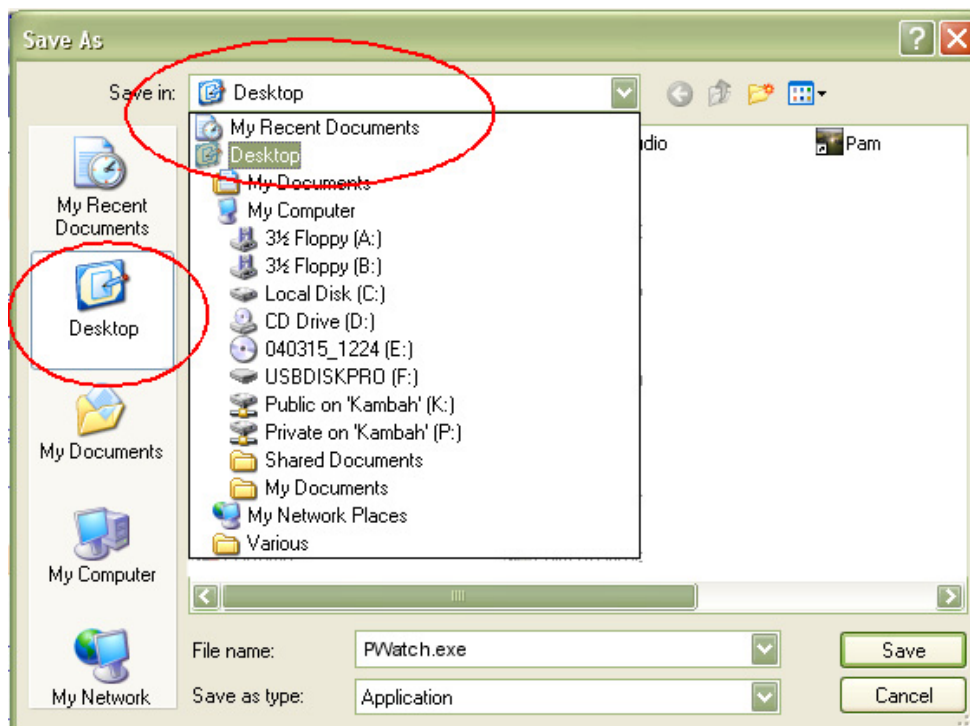 Save As
Save in:
Desktop
My Recent Documents
Desktop
My Documents
My Computer
3½ Floppy (A:)
3½ Floppy (B:)
Local Disk (C:)
CD Drive (D:)
040315_1224 (E:)
USBDISKPRO (F:)
Public on 'Kambah' (K:)
Private on 'Kambah' (P:)
Shared Documents
My Documents
My Network Places
Various
dio
Pam
My Recent
Documents
Desktop
My Documents
My Computer
My Network
File name:
PWatch.exe
Save
Save as type:
Application
Cancel